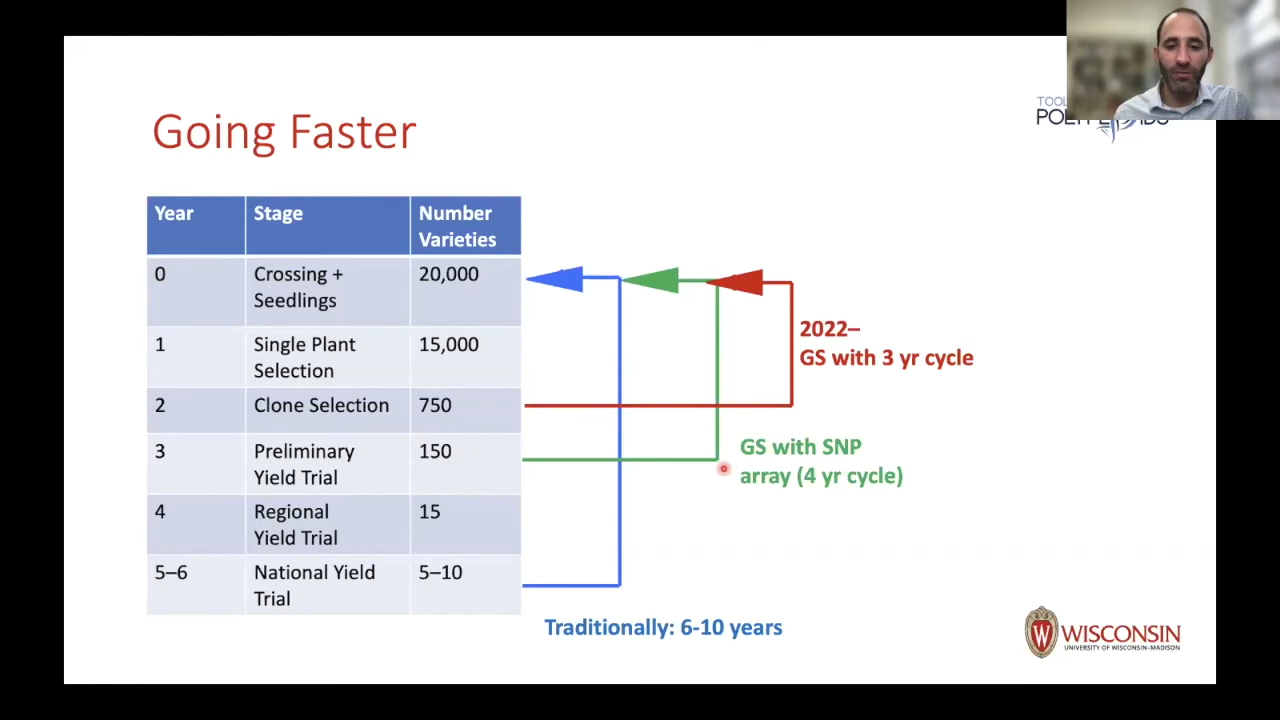 TOOL
Going Faster
Year Stage Number
Varieties
0 Crossing + 20,000
Seedlings
1 Single Plant 15,000
Selection
2 Clone Selection 750
3 Preliminary 150
Yield Trial
4 Regional 15
Yield Trial
5–6 National Yield 5–10
Trial
2022–
GS with 3 yr cycle
GS with SNP
array (4 yr cycle)
Traditionally: 6-10 years
W
WISCONSIN
UNIVERSITY OF WISCONSIN-MADISON